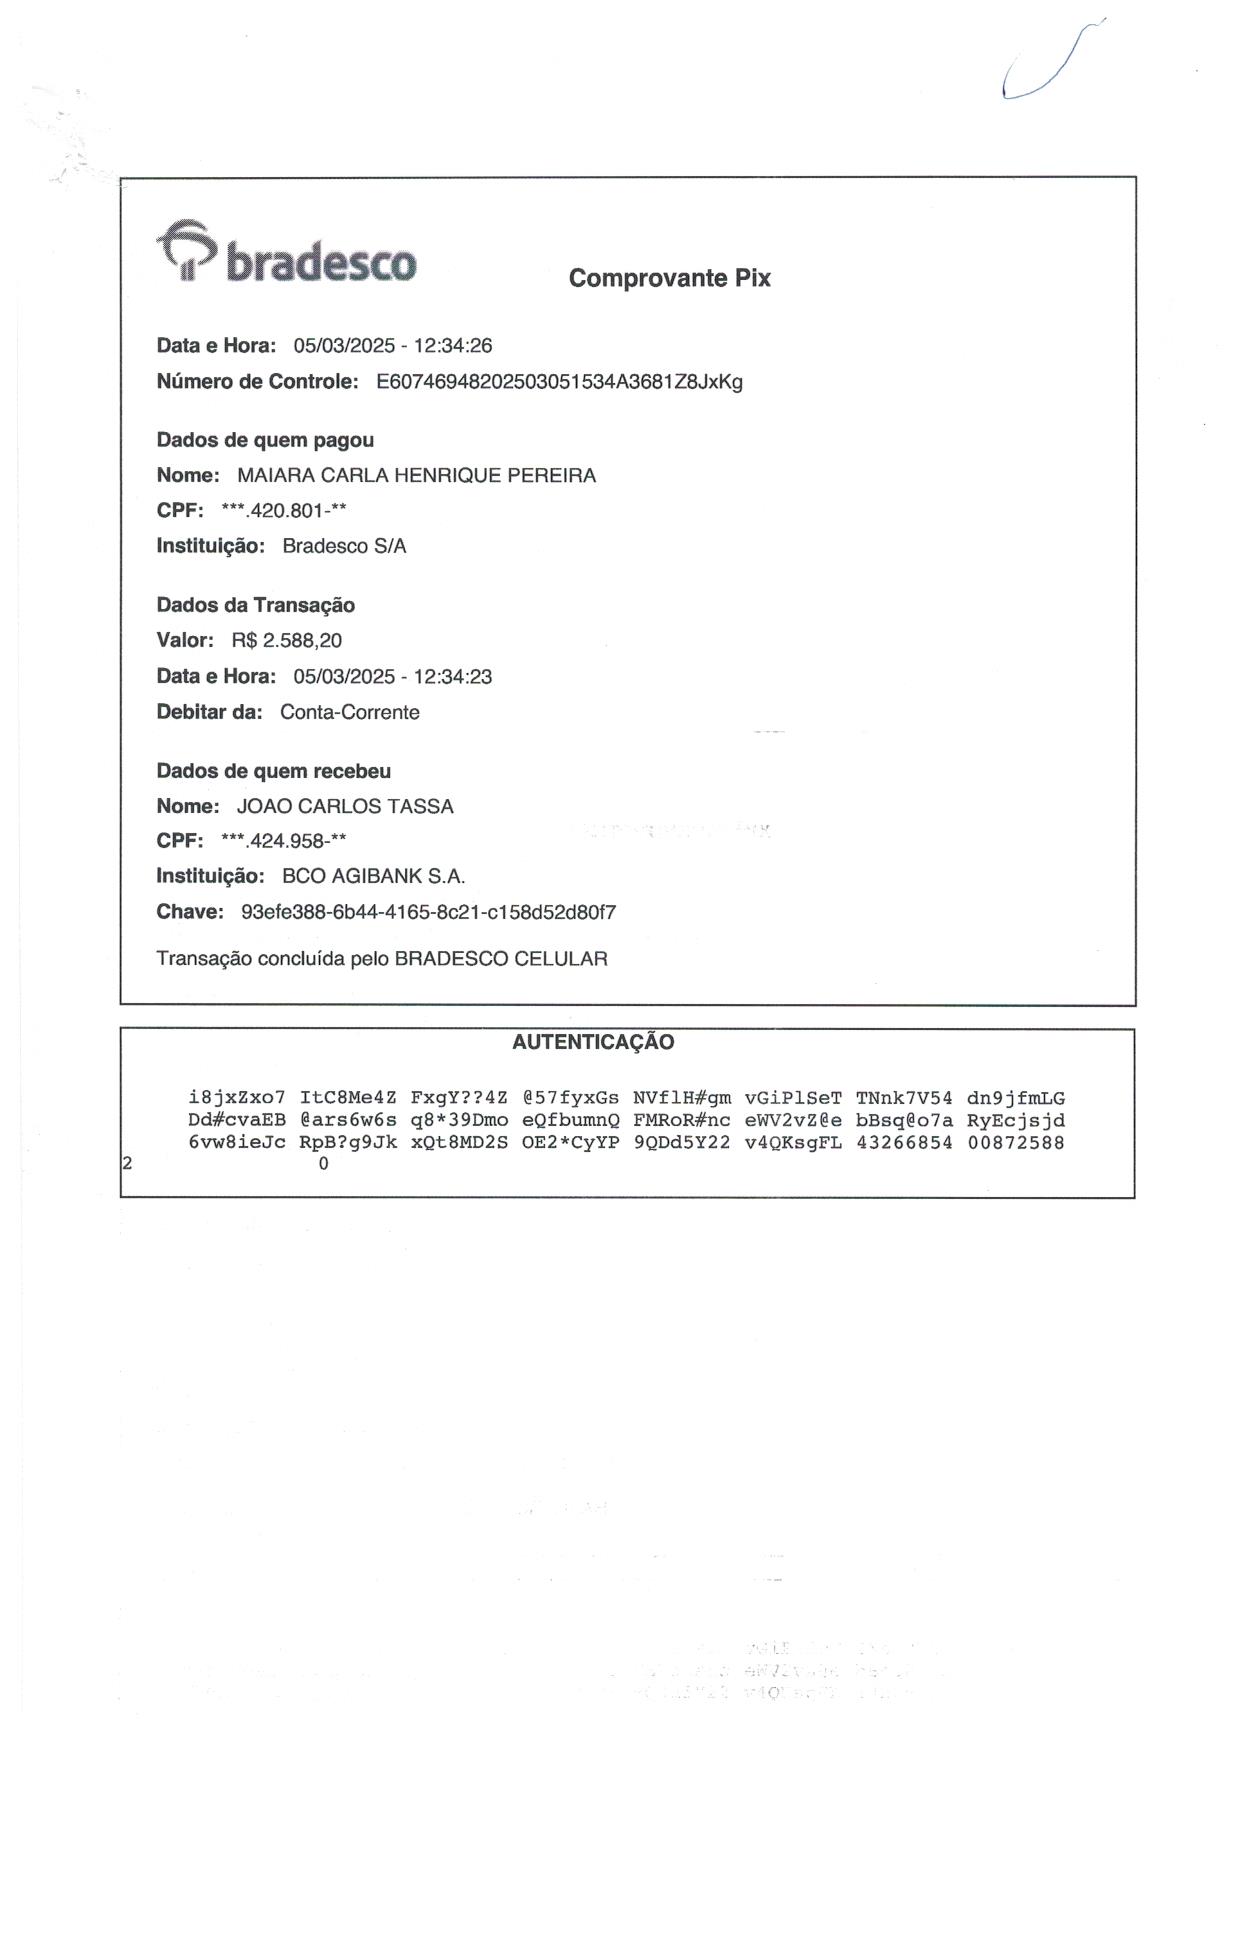 bradesco
Comprovante Pix
Data e Hora: 05/03/2025 - 12:34:26
Número de Controle: E60746948202503051534A3681Z8JxKg
Dados de quem pagou
Nome: MAIARA CARLA HENRIQUE PEREIRA
CPF: ***.420.801-**
Instituição: Bradesco S/A
Dados da Transação
Valor: R$ 2.588,20
Data e Hora: 05/03/2025 - 12:34:23
Debitar da: Conta-Corrente
Dados de quem recebeu
Nome: JOAO CARLOS TASSA
CPF: ***.424.958-**
Instituição: BCO AGIBANK S.A.
Chave: 93efe388-6b44-4165-8c21-c158d52d80f7
Transação concluída pelo BRADESCO CELULAR
AUTENTICAÇÃO
i8jxZxo7 ItC8Me4Z FxgY??4Z @57fyxGs NVflH#gm vGiPlSeT TNnk7V54 dn9jfmLG
Dd#cvaEB @ars6w6s q8*39Dmo eQfbumnQ FMRoR#nc eWV2vZ@e bBsq@o7a RyEcjsjd
6vw8ieJc RpB?g9Jk xQt8MD2S OE2*CyYP 9QDd5Y22 v4QKsgFL 43266854 00872588
2 0